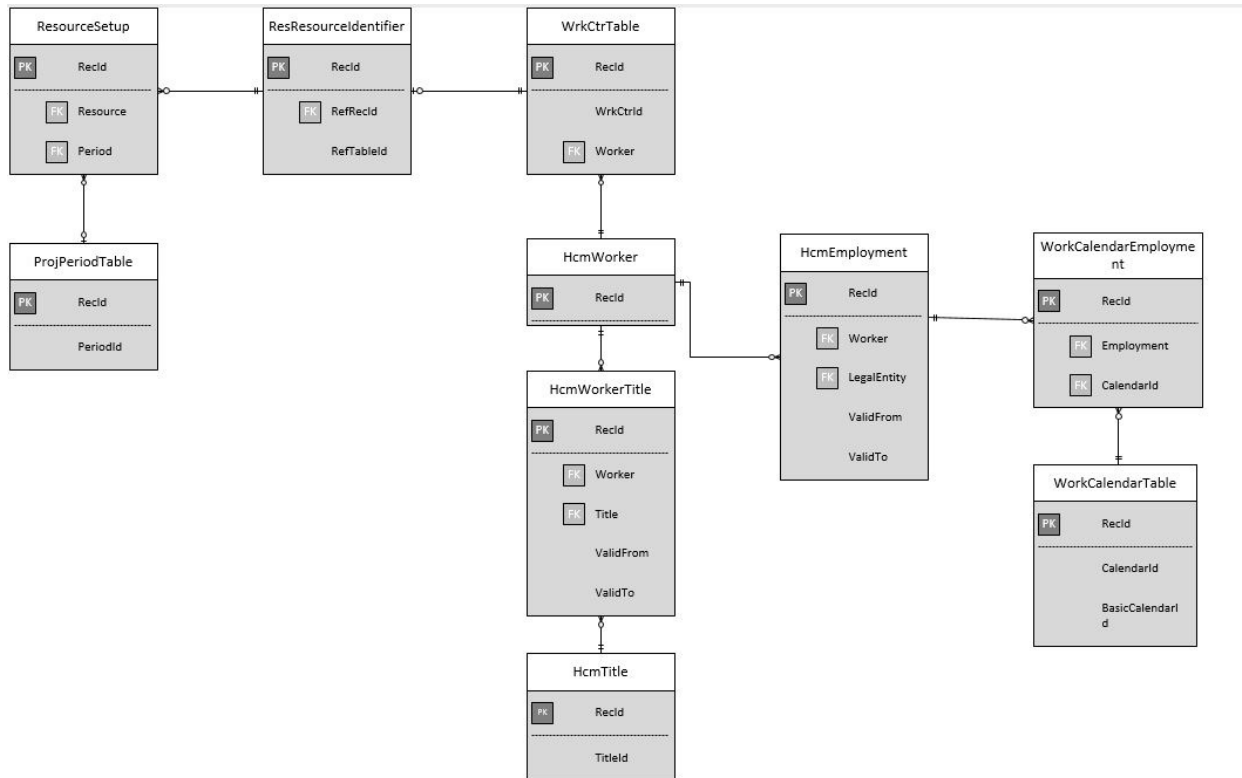 ResourceSetup
PK RecId
FK Resource
FK Period
ResResourceIdentifier
PK RecId
FK RefRecId
RefTableId
WrkCtrTable
PK RecId
WrkCtrId
FK Worker
ProjPeriodTable
PK RecId
PeriodId
HcmWorker
PK RecId
HcmEmployment
PK RecId
FK Worker
FK LegalEntity
ValidFrom
ValidTo
WorkCalendarEmployme
nt
PK RecId
FK Employment
FK CalendarId
HcmWorkerTitle
PK RecId
FK Worker
FK Title
ValidFrom
ValidTo
WorkCalendarTable
PK RecId
CalendarId
BasicCalendarI
d
HcmTitle
PK RecId
TitleId